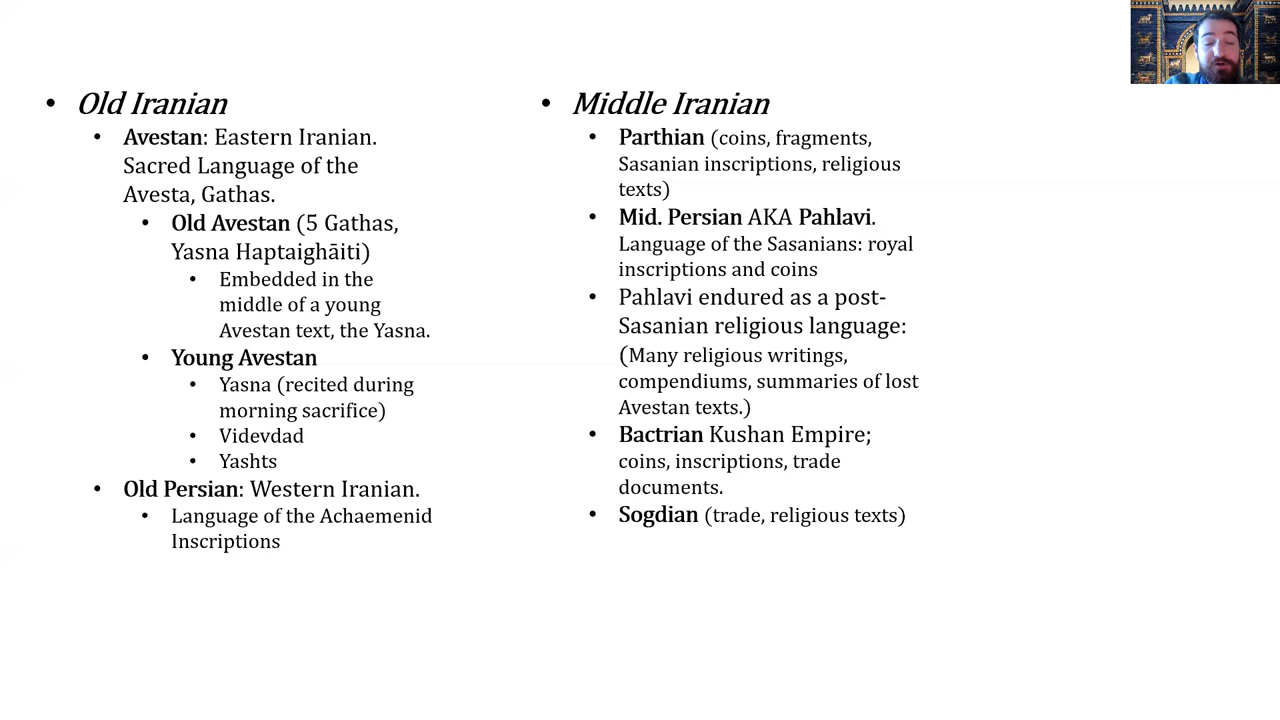 Old Iranian
Avestan: Eastern Iranian.
Sacred Language of the
Avesta, Gathas.
Old Avestan (5 Gathas,
Yasna Haptaighāiti)
Embedded in the
middle of a young
Avestan text, the Yasna.
Young Avestan
Yasna (recited during
morning sacrifice)
Videvdad
Yashts
Old Persian: Western Iranian.
Language of the Achaemenid
Inscriptions
Middle Iranian
Parthian (coins, fragments,
Sasanian inscriptions, religious
texts)
Mid. Persian AKA Pahlavi.
Language of the Sasanians: royal
inscriptions and coins
Pahlavi endured as a post-
Sasanian religious language:
(Many religious writings,
compendiums, summaries of lost
Avestan texts.)
Bactrian Kushan Empire;
coins, inscriptions, trade
documents.
Sogdian (trade, religious texts)